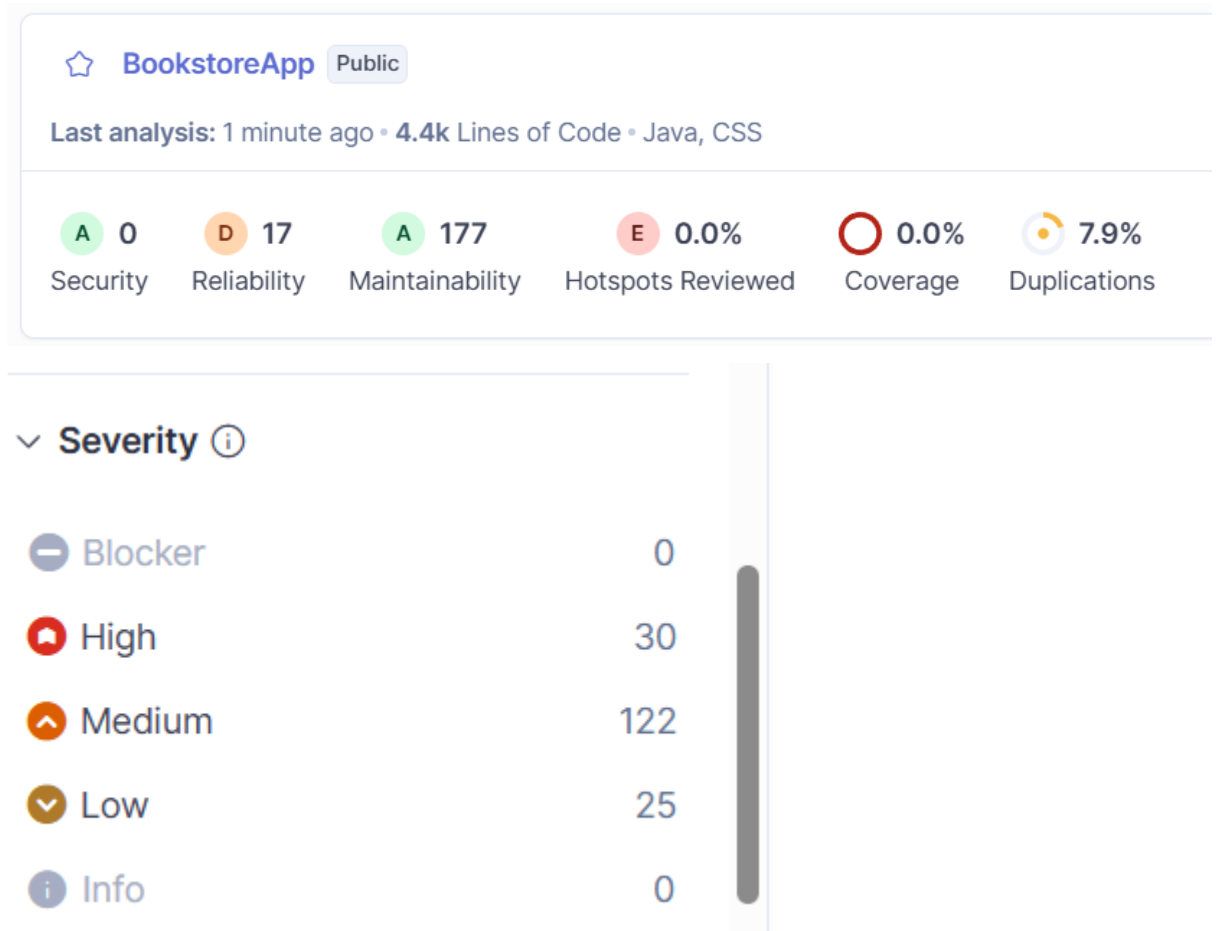 BookstoreApp Public
Last analysis: 1 minute ago • 4.4k Lines of Code • Java, CSS
A 0 D 17 A 177 E 0.0% 0.0% 7.9%
Security Reliability Maintainability Hotspots Reviewed Coverage Duplications
Severity
Blocker 0
High 30
Medium 122
Low 25
Info 0